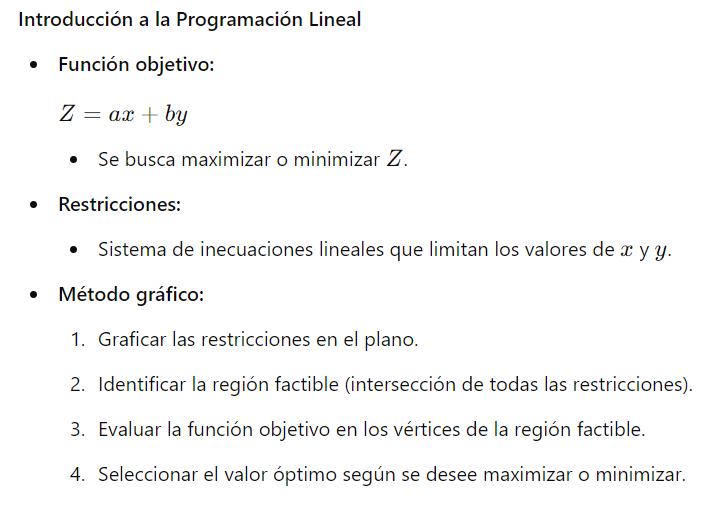 Introducción a la Programación Lineal
• Función objetivo:
Z = ax + by
• Se busca maximizar o minimizar Z.
• Restricciones:
• Sistema de inecuaciones lineales que limitan los valores de x y y.
• Método gráfico:
1. Graficar las restricciones en el plano.
2. Identificar la región factible (intersección de todas las restricciones).
3. Evaluar la función objetivo en los vértices de la región factible.
4. Seleccionar el valor óptimo según se desee maximizar o minimizar.